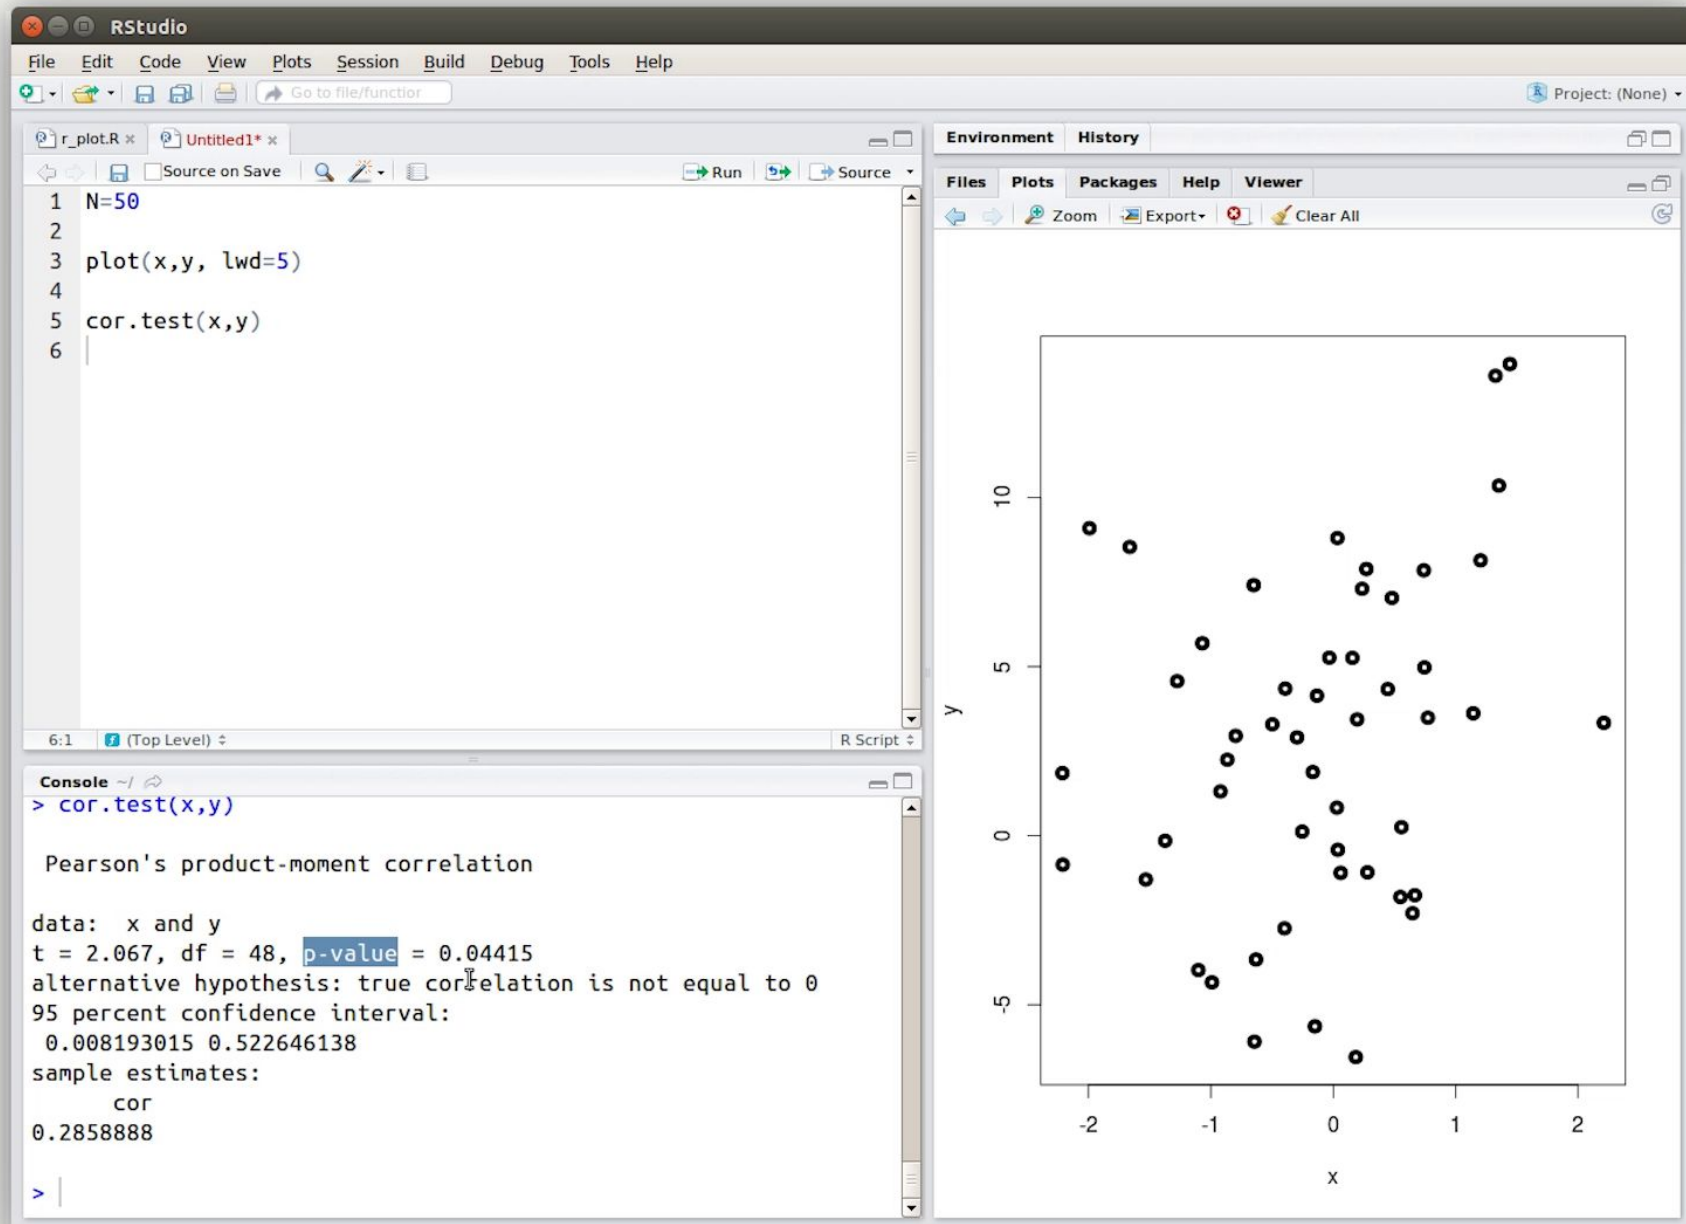 RStudio
File Edit Code View Plots Session Build Debug Tools Help
Go to file/function
Project: (None)
r_plot.R
Untitled1*
Source on Save
Run
Source
1 N=50
2
3 plot(x,y, lwd=5)
4
5 cor.test(x,y)
6
6:1 (Top Level)
R Script
Console ~/
> cor.test(x,y)
Pearson's product-moment correlation
data: x and y
t = 2.067, df = 48, p-value = 0.04415
alternative hypothesis: true correlation is not equal to 0
95 percent confidence interval:
0.008193015 0.522646138
sample estimates:
cor
0.2858888
>
Environment History
Files Plots Packages Help Viewer
Zoom Export Clear All
10
5
0
-5
y
-2 -1 0 1 2
x